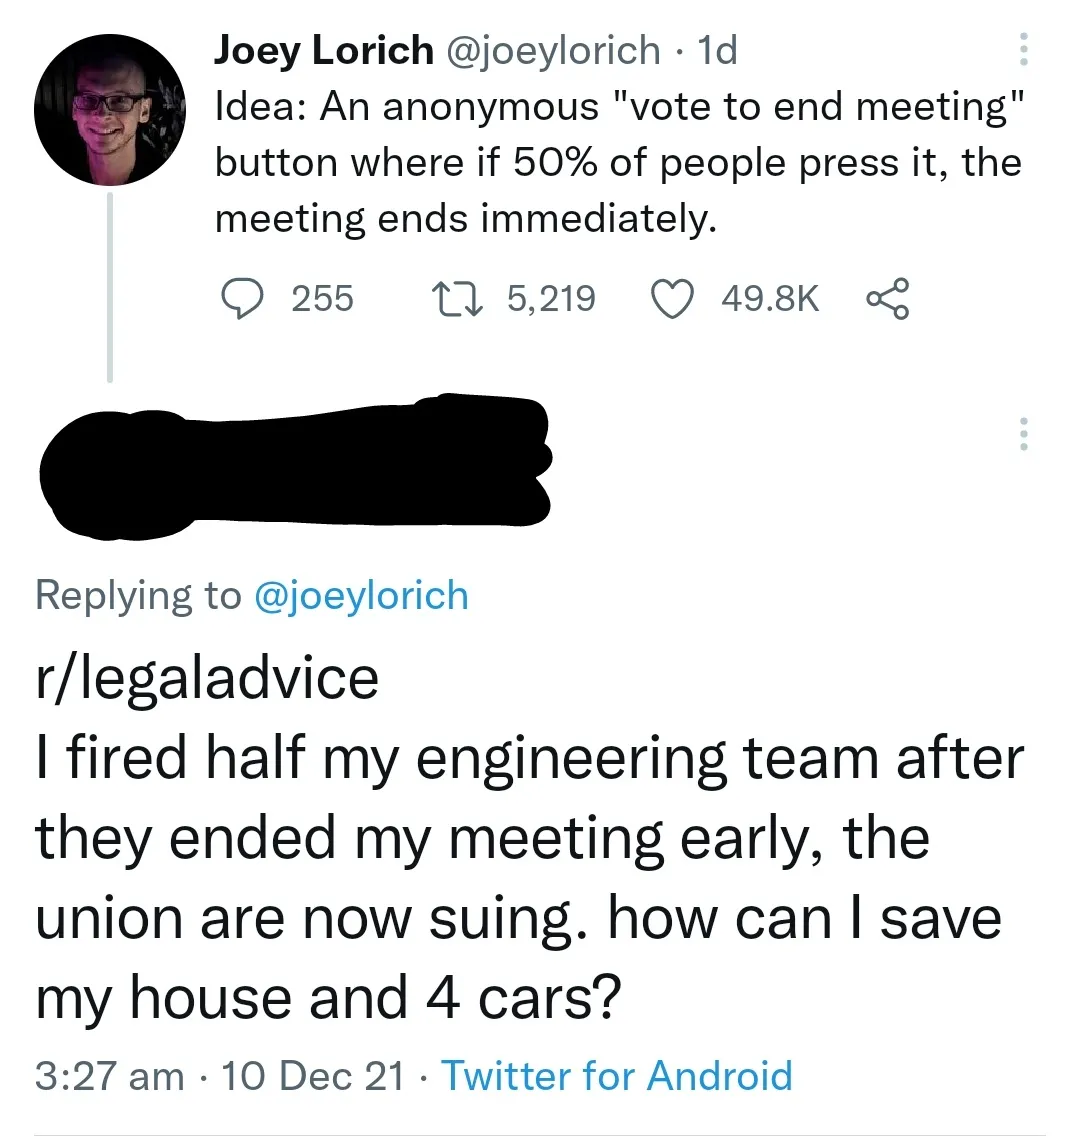 Joey Lorich @joeylorich · 1d
Idea: An anonymous "vote to end meeting"
button where if 50% of people press it, the
meeting ends immediately.
255 5,219 49.8K
Replying to @joeylorich
r/legaladvice
I fired half my engineering team after
they ended my meeting early, the
union are now suing. how can I save
my house and 4 cars?
3:27 am · 10 Dec 21 · Twitter for Android